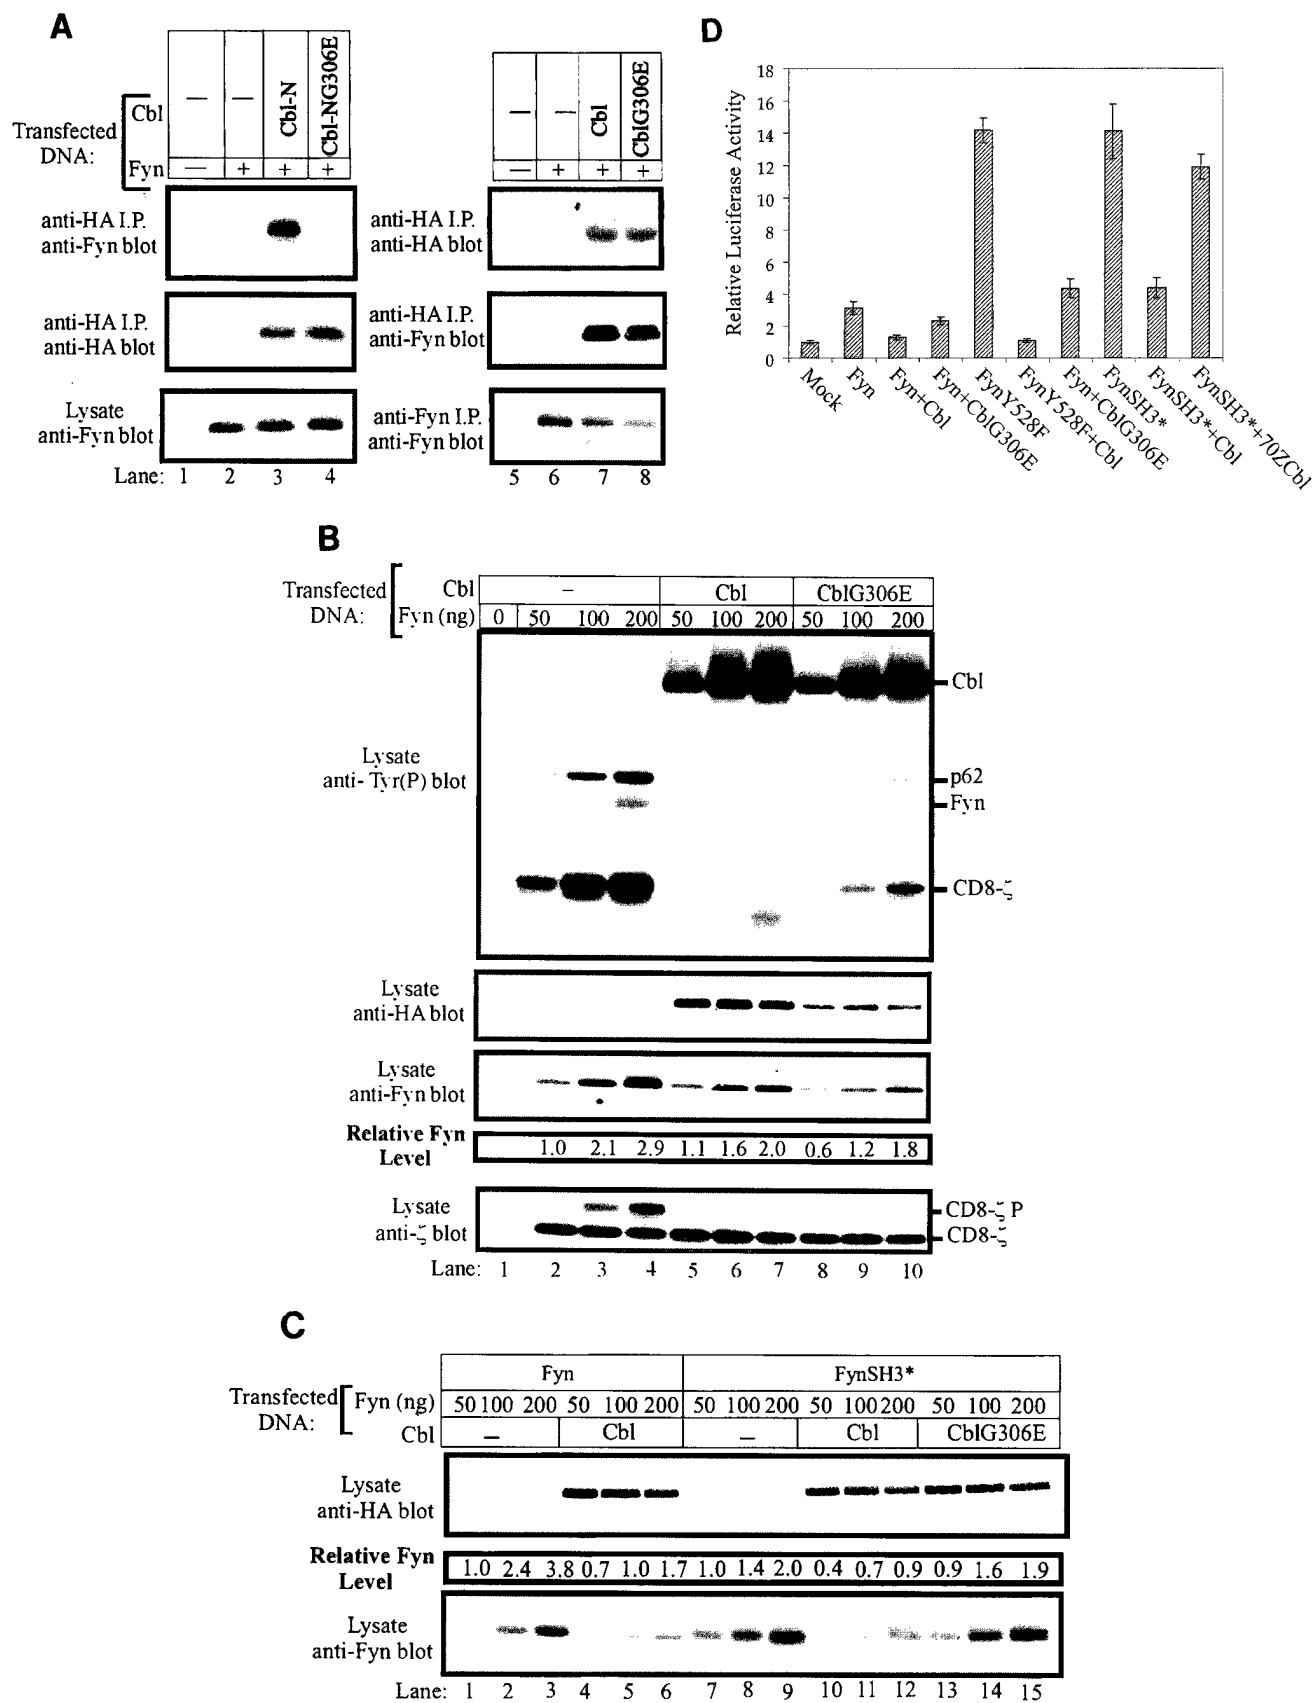 A
Transfected
DNA:
Cbl
Fyn
—
—
Cbl-N
Cbl-NG306E
—
+
+
+
anti-HA I.P.
anti-Fyn blot
anti-HA I.P.
anti-HA blot
Lysate
anti-Fyn blot
Lane: 1 2 3 4
—
—
Cbl
CblG306E
—
+
+
+
anti-HA I.P.
anti-HA blot
anti-HA I.P.
anti-Fyn blot
anti-Fyn I.P.
anti-Fyn blot
5 6 7 8
D
Relative Luciferase Activity
18
16
14
12
10
8
6
4
2
0
Mock
Fyn
Fyn+Cbl
Fyn+CblG306E
FynY528F
FynY528F+Cbl
Fyn+CblG306E
FynSH3*
FynSH3*+Cbl
FynSH3*+70ZCbl
B
Transfected
DNA:
Cbl – Cbl CblG306E
Fyn (ng) 0 50 100 200 50 100 200 50 100 200
Lysate
anti- Tyr(P) blot
Cbl
p62
Fyn
CD8-ζ
Lysate
anti-HA blot
Lysate
anti-Fyn blot
Relative Fyn
Level
1.0 2.1 2.9 1.1 1.6 2.0 0.6 1.2 1.8
Lysate
anti-ζ blot
CD8-ζ P
CD8-ζ
Lane: 1 2 3 4 5 6 7 8 9 10
C
Fyn FynSH3*
Transfected
DNA:
Fyn (ng) 50 100 200 50 100 200 50 100 200 50 100 200 50 100 200
Cbl – Cbl – Cbl CblG306E
Lysate
anti-HA blot
Relative Fyn
Level
1.0 2.4 3.8 0.7 1.0 1.7 1.0 1.4 2.0 0.4 0.7 0.9 0.9 1.6 1.9
Lysate
anti-Fyn blot
Lane: 1 2 3 4 5 6 7 8 9 10 11 12 13 14 15